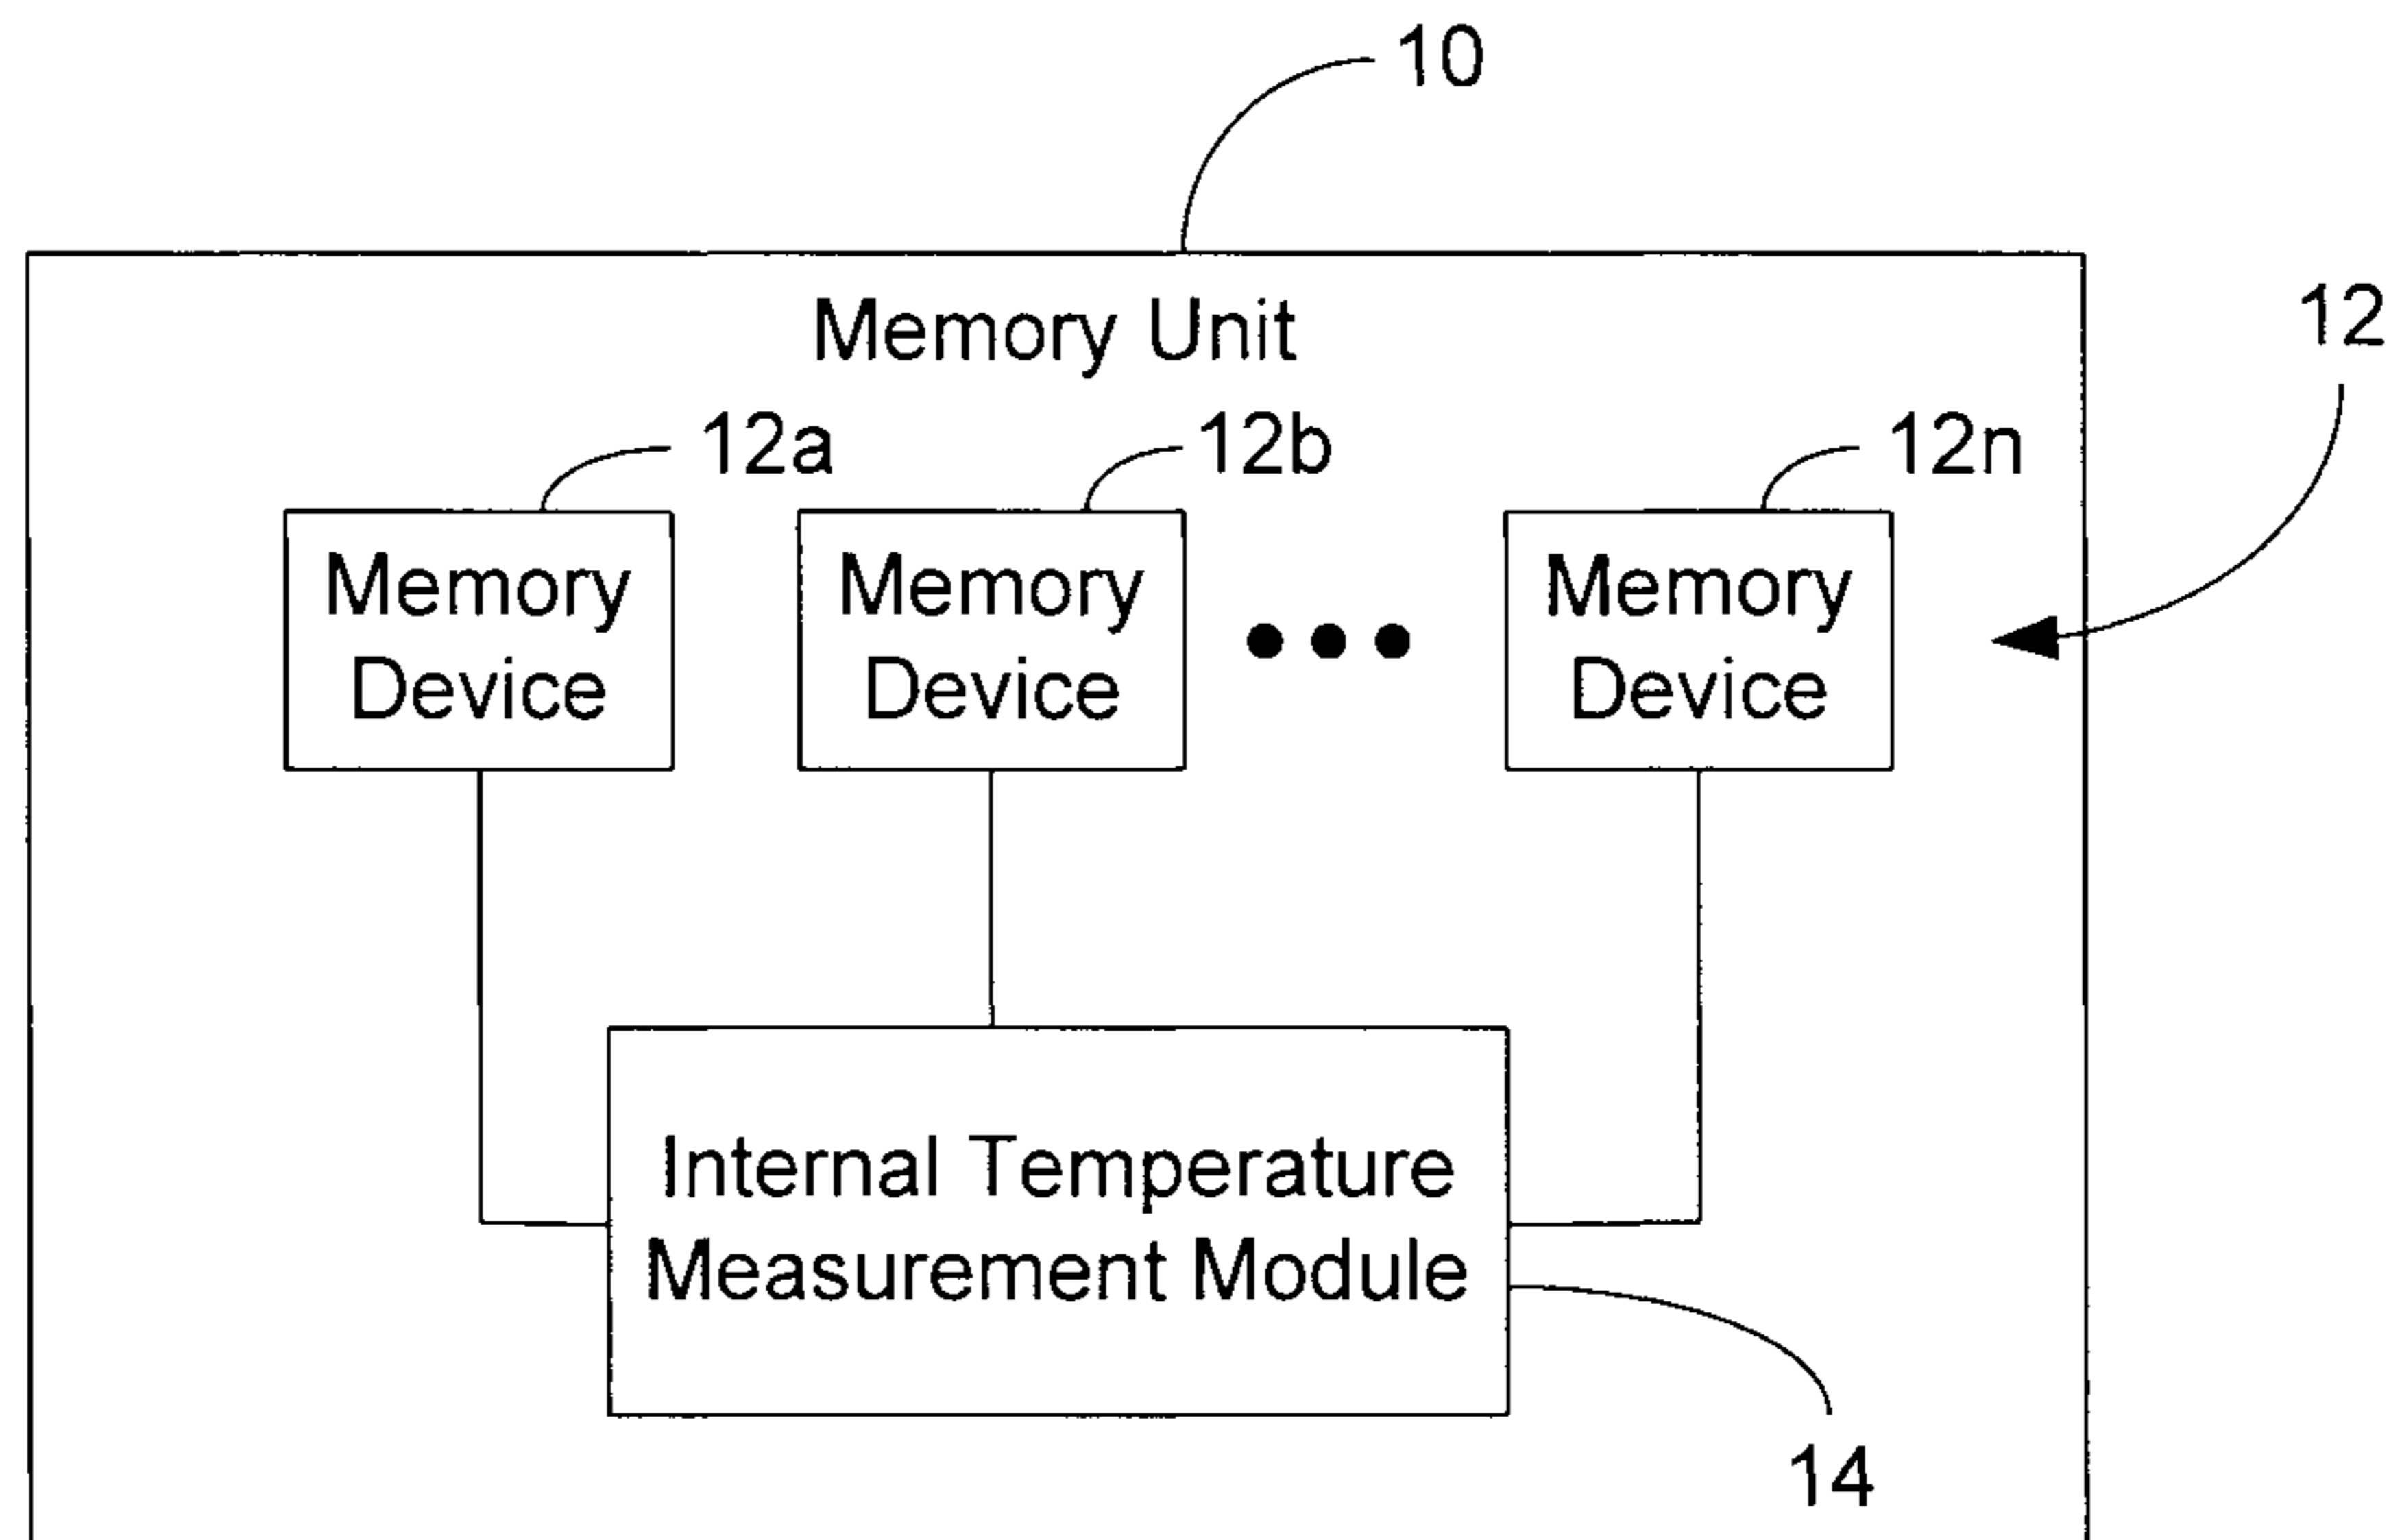 10
Memory Unit
12
12a
12b
12n
Memory
Device
Memory
Device
Memory
Device
Internal Temperature
Measurement Module
14